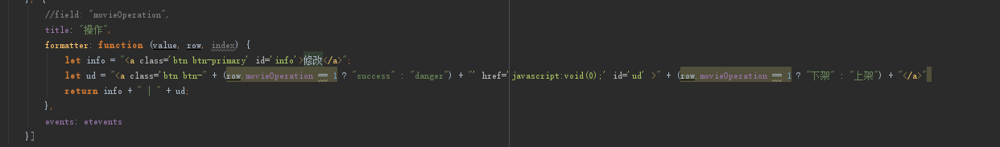 }, {
//field: "movieOperation",
title: "操作",
formatter: function (value, row, index) {
let info = "<a class='btn btn-primary' id='info'>修改</a>";
let ud = "<a class='btn btn-" + (row.movieOperation == 1 ? "success" : "danger") + "' href='javascript:void(0);' id='ud' >" + (row.movieOperation == 1 ? "下架" : "上架") + "</a>"
return info + " | " + ud;
},
events: etevents
}]